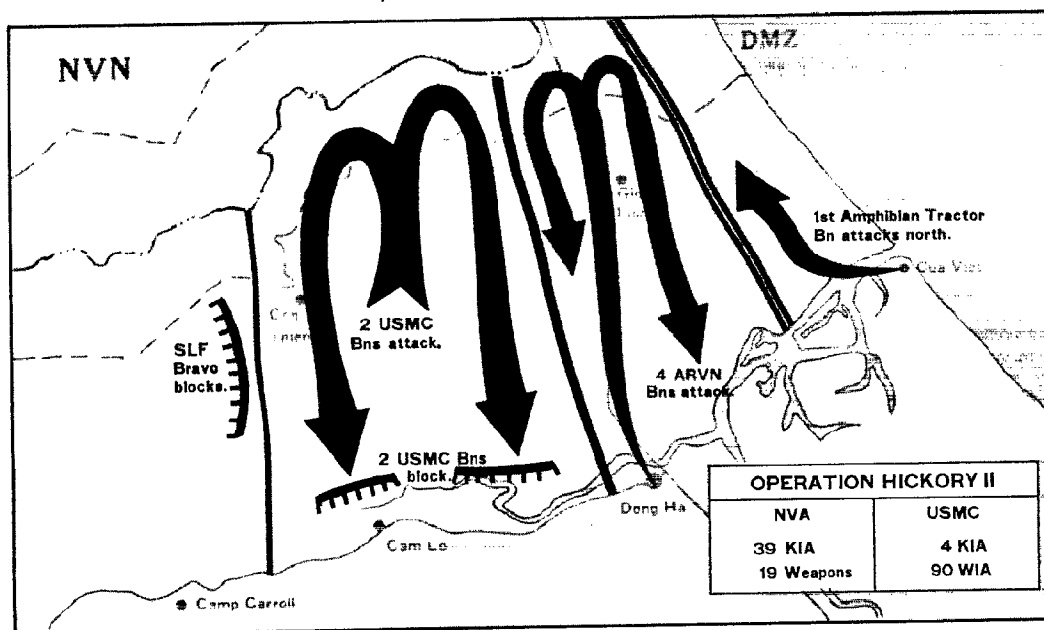 NVN
DMZ
1st Amphibian Tractor
Bn attacks north.
Cua Viet
2 USMC
Bns attack.
SLF
Bravo
blocks.
4 ARVN
Bns attack.
2 USMC Bns
block.
Dong Ha
Cam Lo
Camp Carroll
OPERATION HICKORY II
NVA
USMC
39 KIA
4 KIA
19 Weapons
90 WIA